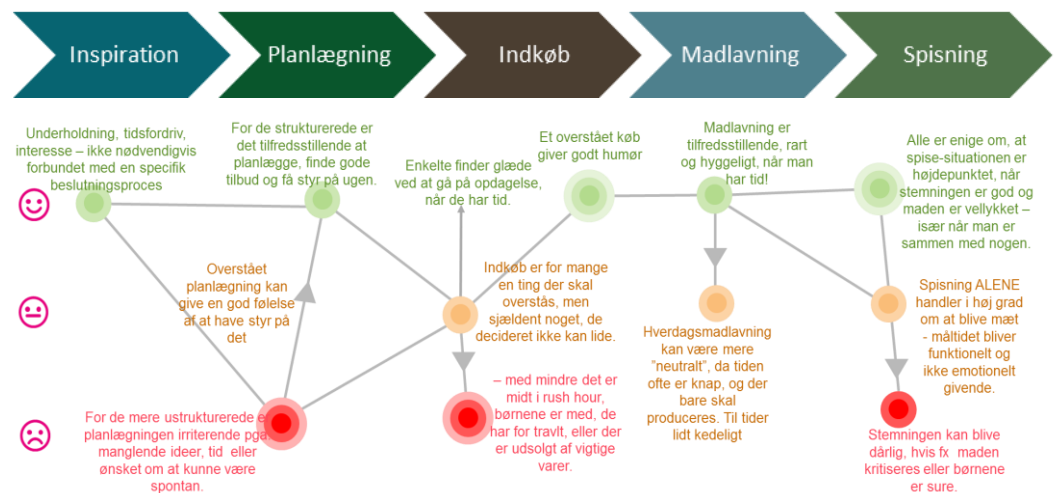 Inspiration
Planlægning
Indkøb
Madlavning
Spisning
Underholdning, tidsfordriv,
interesse – ikke nødvendigvis
forbundet med en specifik
beslutningsproces
For de strukturerede er
det tilfredsstillende at
planlægge, finde gode
tilbud og få styr på ugen.
Enkelte finder glæde
ved at gå på opdagelse,
når de har tid.
Et overstået køb
giver godt humør
Madlavning er
tilfredsstillende, rart
og hyggeligt, når man
har tid!
Alle er enige om, at
spise-situationen er
højdepunktet, når
stemningen er god og
maden er vellykket –
især når man er
sammen med nogen.
Overstået
planlægning kan
give en god følelse
af at have styr på
det
Indkøb er for mange
en ting der skal
overstås, men
sjældent noget, de
decideret ikke kan lide.
Hverdagsmadlavning
kan være mere
"neutralt", da tiden
ofte er knap, og der
bare skal
produceres. Til tider
lidt kedeligt
Spisning ALENE
handler i høj grad
om at blive mæt
- måltidet bliver
funktionelt og
ikke emotionelt
givende.
For de mere ustrukturerede
planlægningen irriterende pga.
manglende ideer, tid eller
ønsket om at kunne være
spontan.
– med mindre det er
midt i rush hour,
børnene er med, de
har for travlt, eller der
er udsolgt af vigtige
varer.
Stemningen kan blive
dårlig, hvis fx maden
kritiseres eller børnene
er sure.